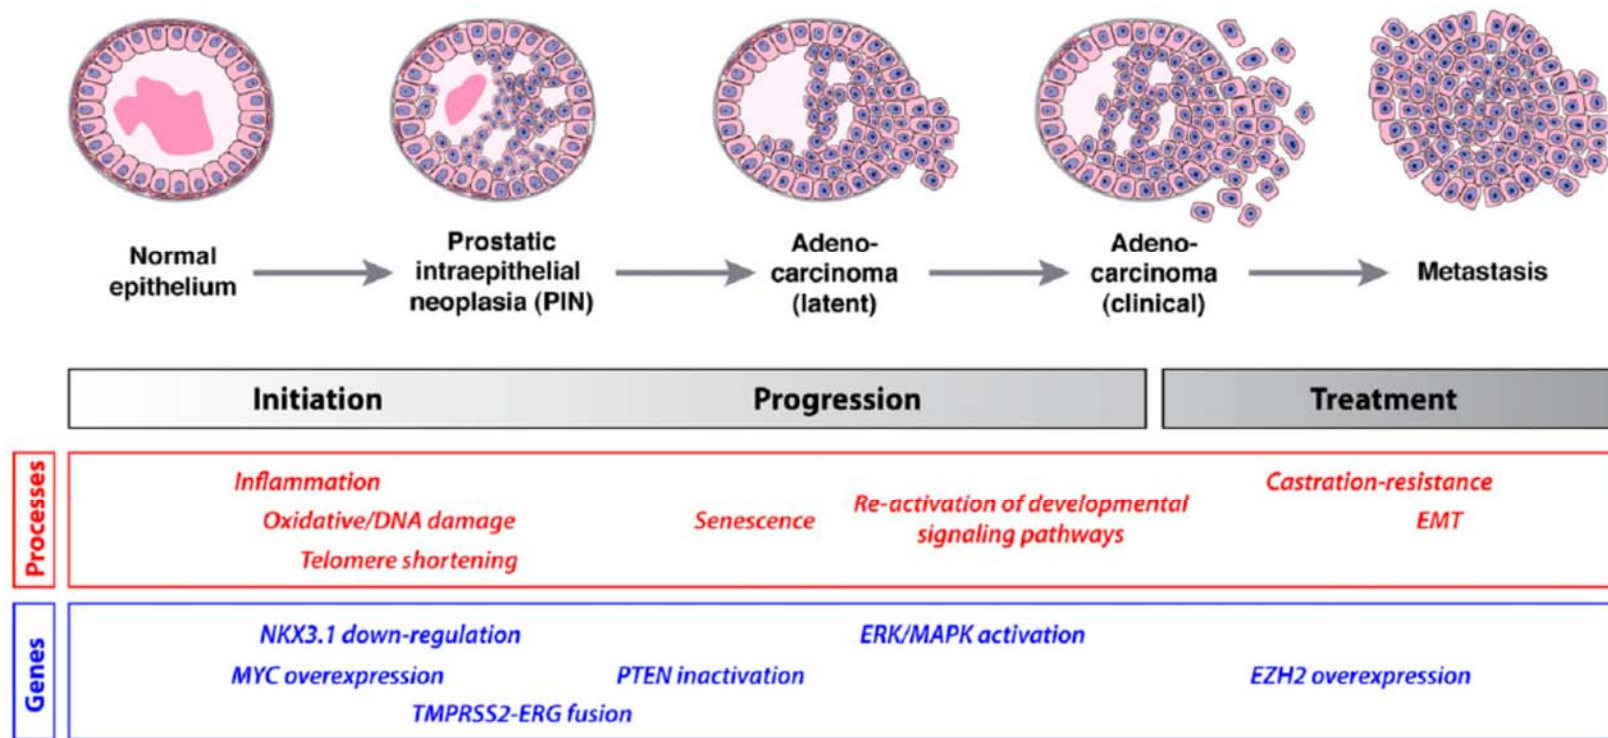 Normal
epithelium
Prostatic
intraepithelial
neoplasia (PIN)
Adeno-
carcinoma
(latent)
Adeno-
carcinoma
(clinical)
Metastasis
Initiation
Progression
Treatment
Processes
Inflammation
Oxidative/DNA damage
Telomere shortening
Senescence
Re-activation of developmental
signaling pathways
Castration-resistance
EMT
Genes
NKX3.1 down-regulation
MYC overexpression
TMPRSS2-ERG fusion
PTEN inactivation
ERK/MAPK activation
EZH2 overexpression